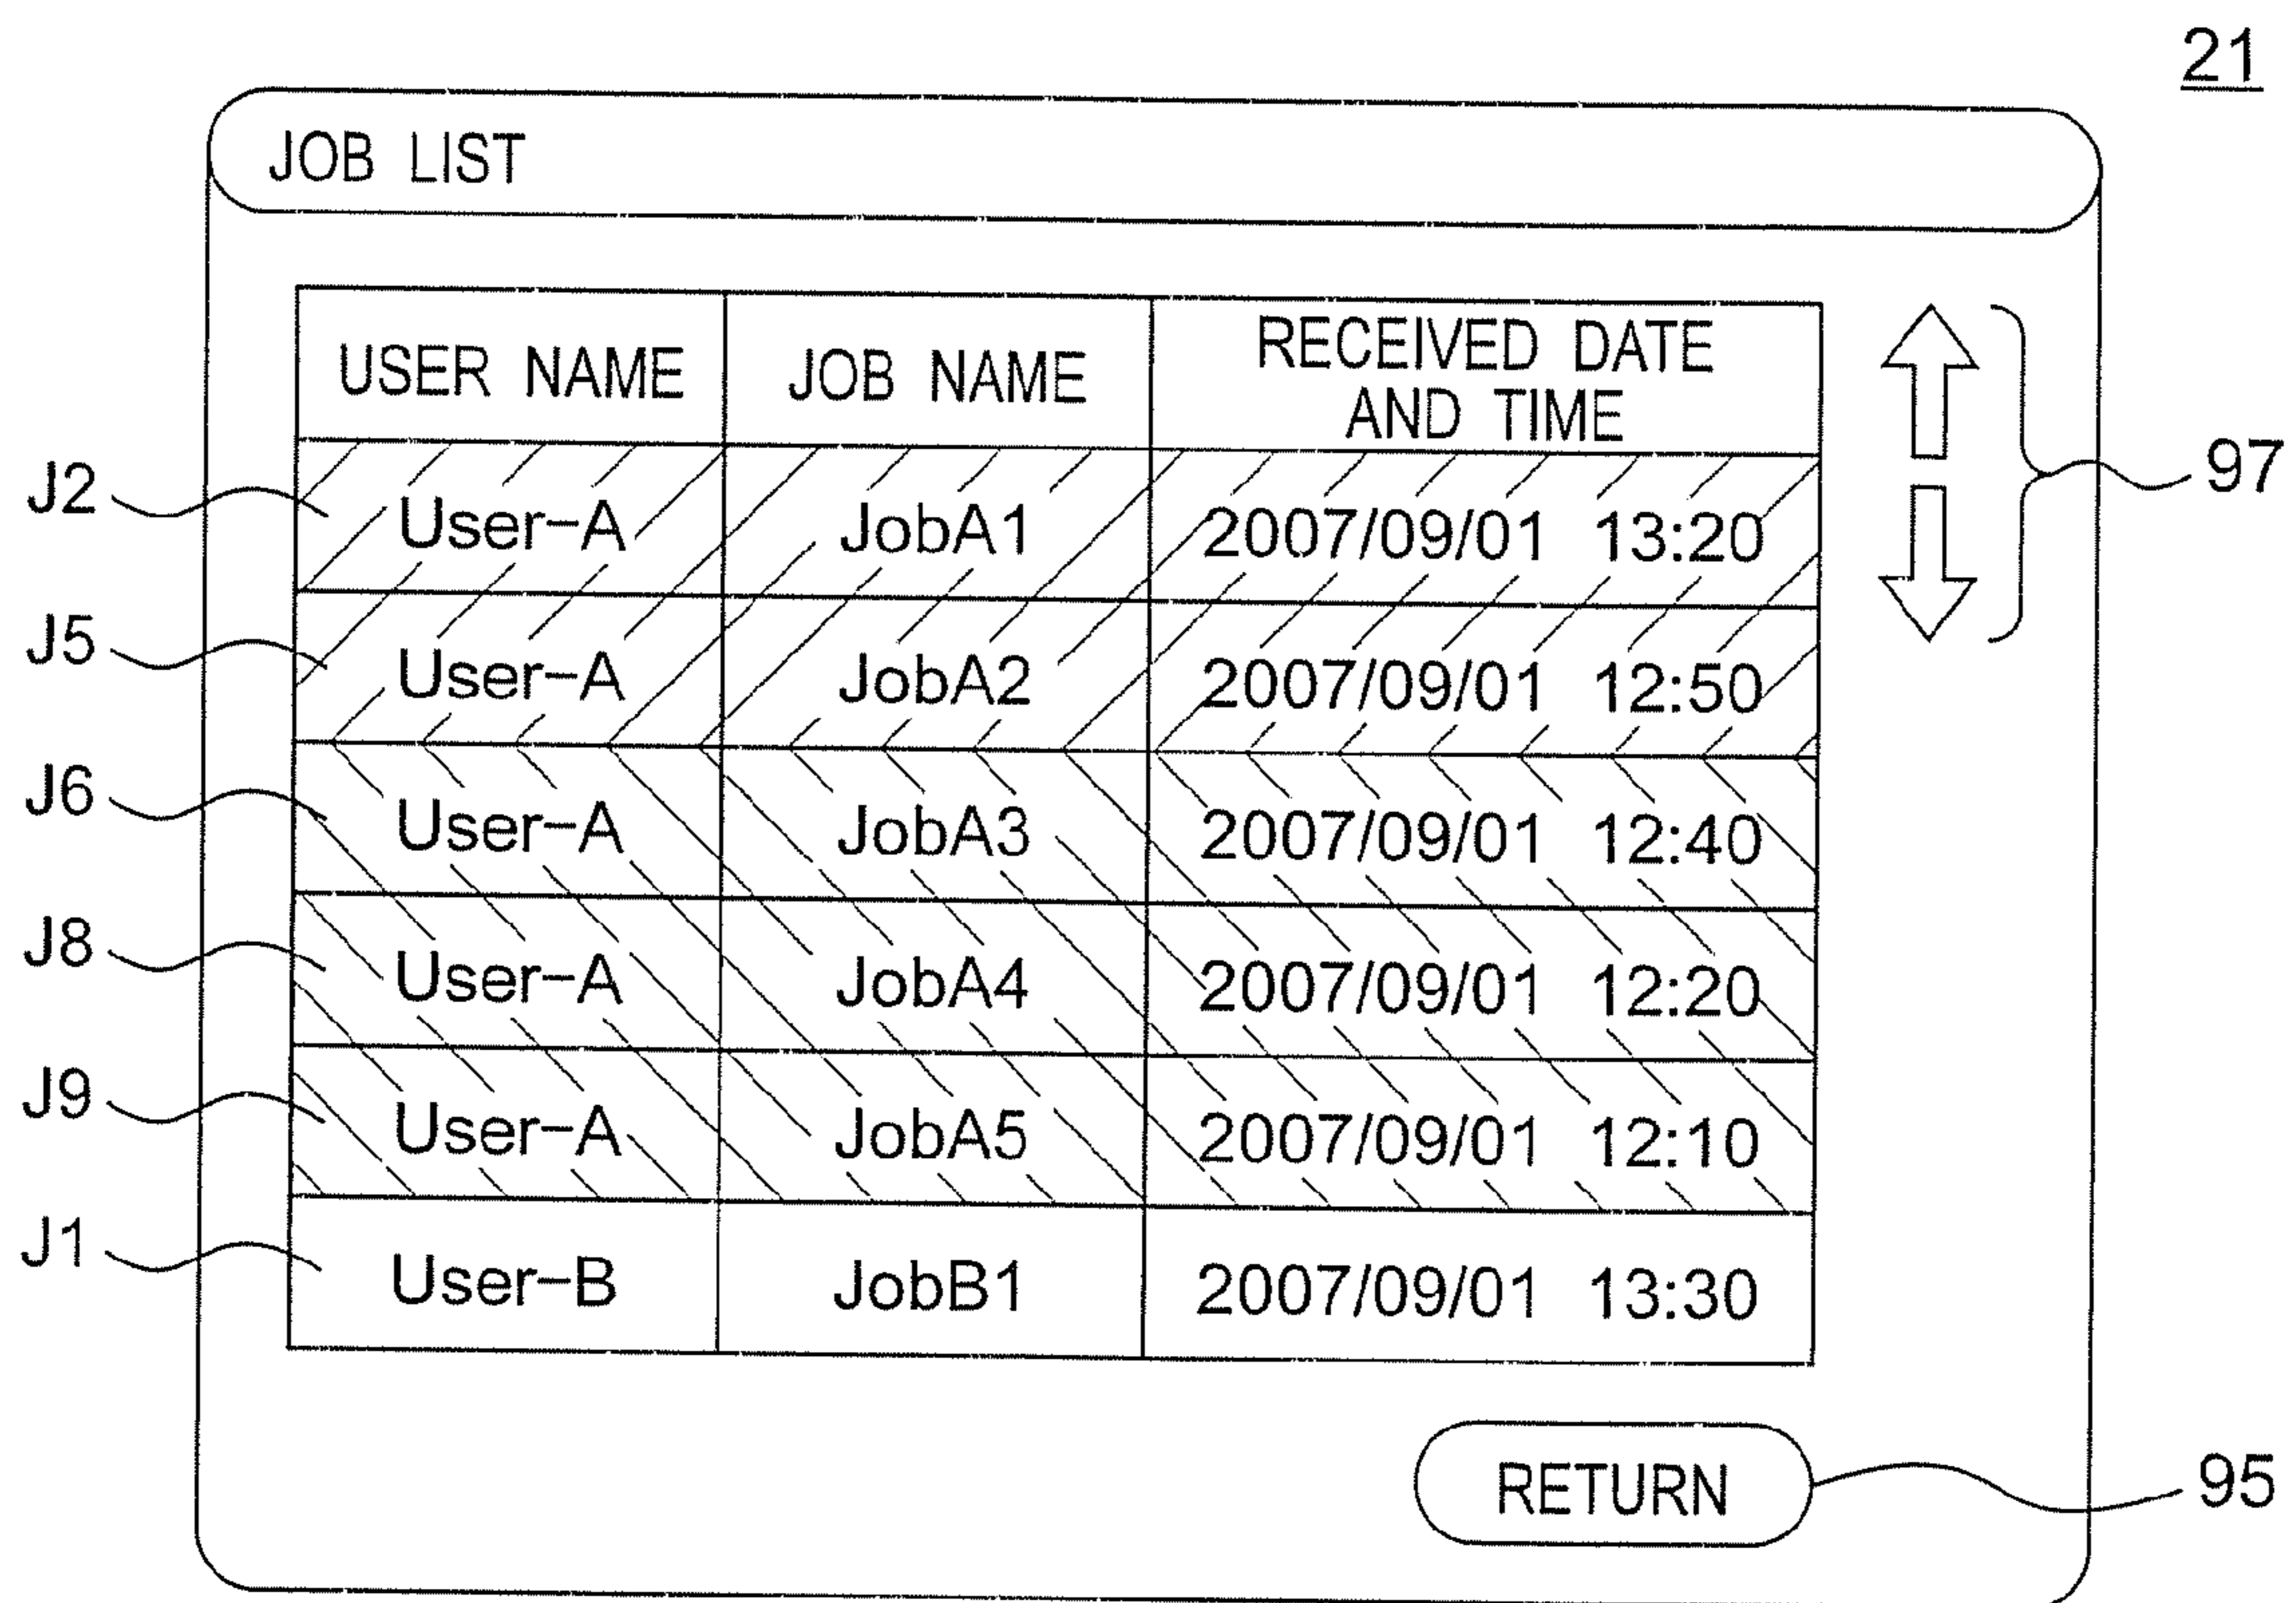 21
JOB LIST
USER NAME JOB NAME RECEIVED DATE
AND TIME
97
J2 User-A JobA1 2007/09/01 13:20
J5 User-A JobA2 2007/09/01 12:50
J6 User-A JobA3 2007/09/01 12:40
J8 User-A JobA4 2007/09/01 12:20
J9 User-A JobA5 2007/09/01 12:10
J1 User-B JobB1 2007/09/01 13:30
RETURN 95